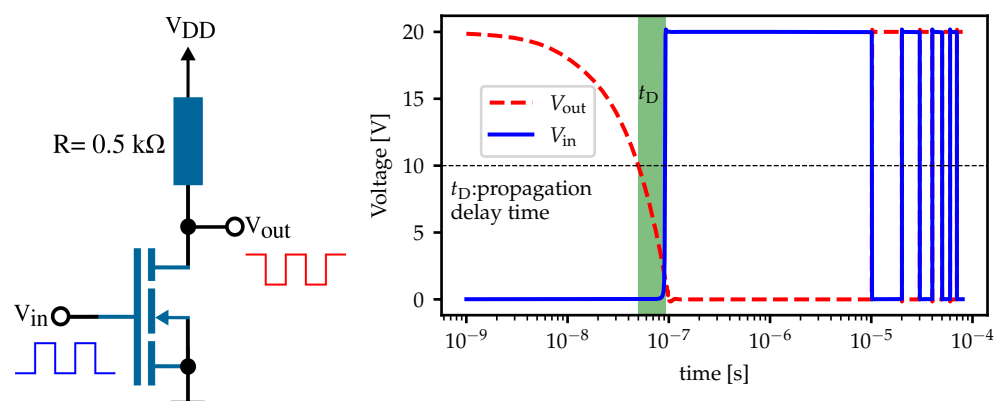 V_DD
R= 0.5 kΩ
V_out
V_in
Voltage [V]
20
15
10
5
0
t_D
V_out
V_in
t_D:propagation
delay time
10⁻⁹
10⁻⁸
10⁻⁷
10⁻⁶
10⁻⁵
10⁻⁴
time [s]